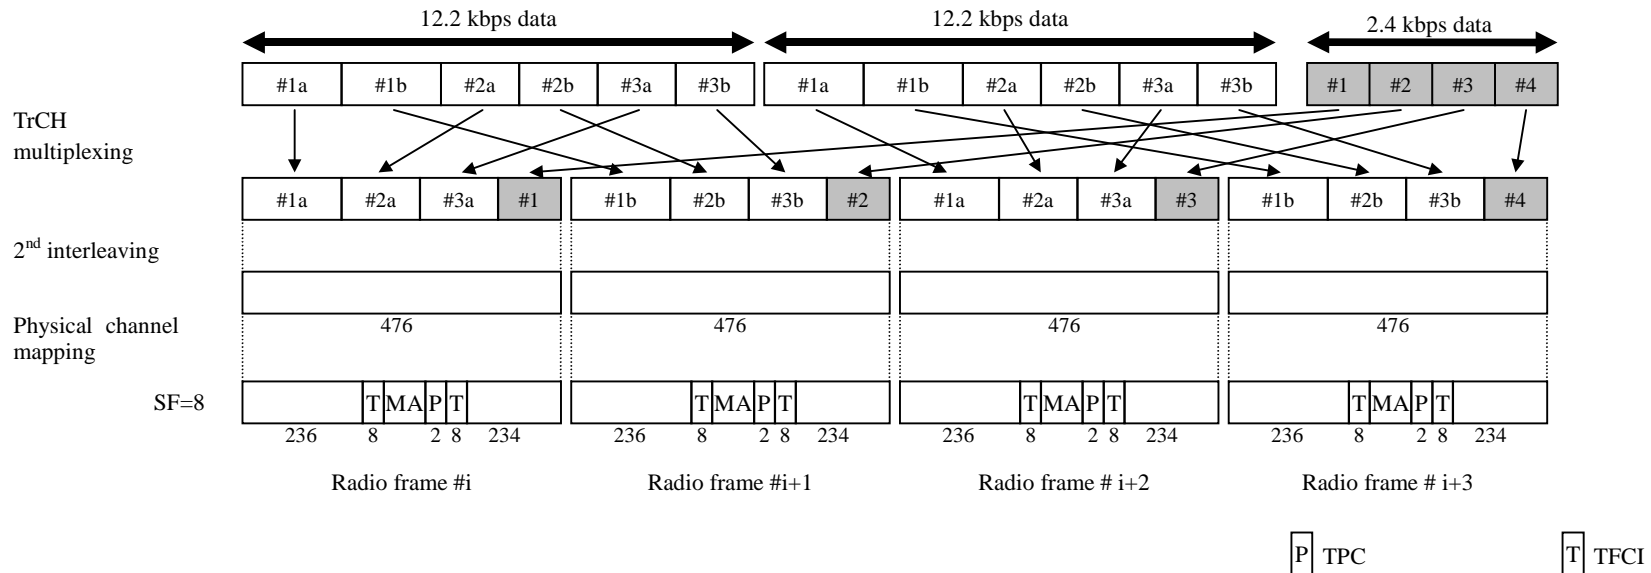 12.2 kbps data 12.2 kbps data 2.4 kbps data
#1a #1b #2a #2b #3a #3b #1a #1b #2a #2b #3a #3b #1 #2 #3 #4
TrCH
multiplexing
#1a #2a #3a #1 #1b #2b #3b #2 #1a #2a #3a #3 #1b #2b #3b #4
2nd interleaving
Physical channel
mapping
476 476 476 476
SF=8
T MA P T T MA P T T MA P T T MA P T
236 8 2 8 234 236 8 2 8 234 236 8 2 8 234 236 8 2 8 234
Radio frame #i Radio frame #i+1 Radio frame # i+2 Radio frame # i+3
P TPC T TFCI